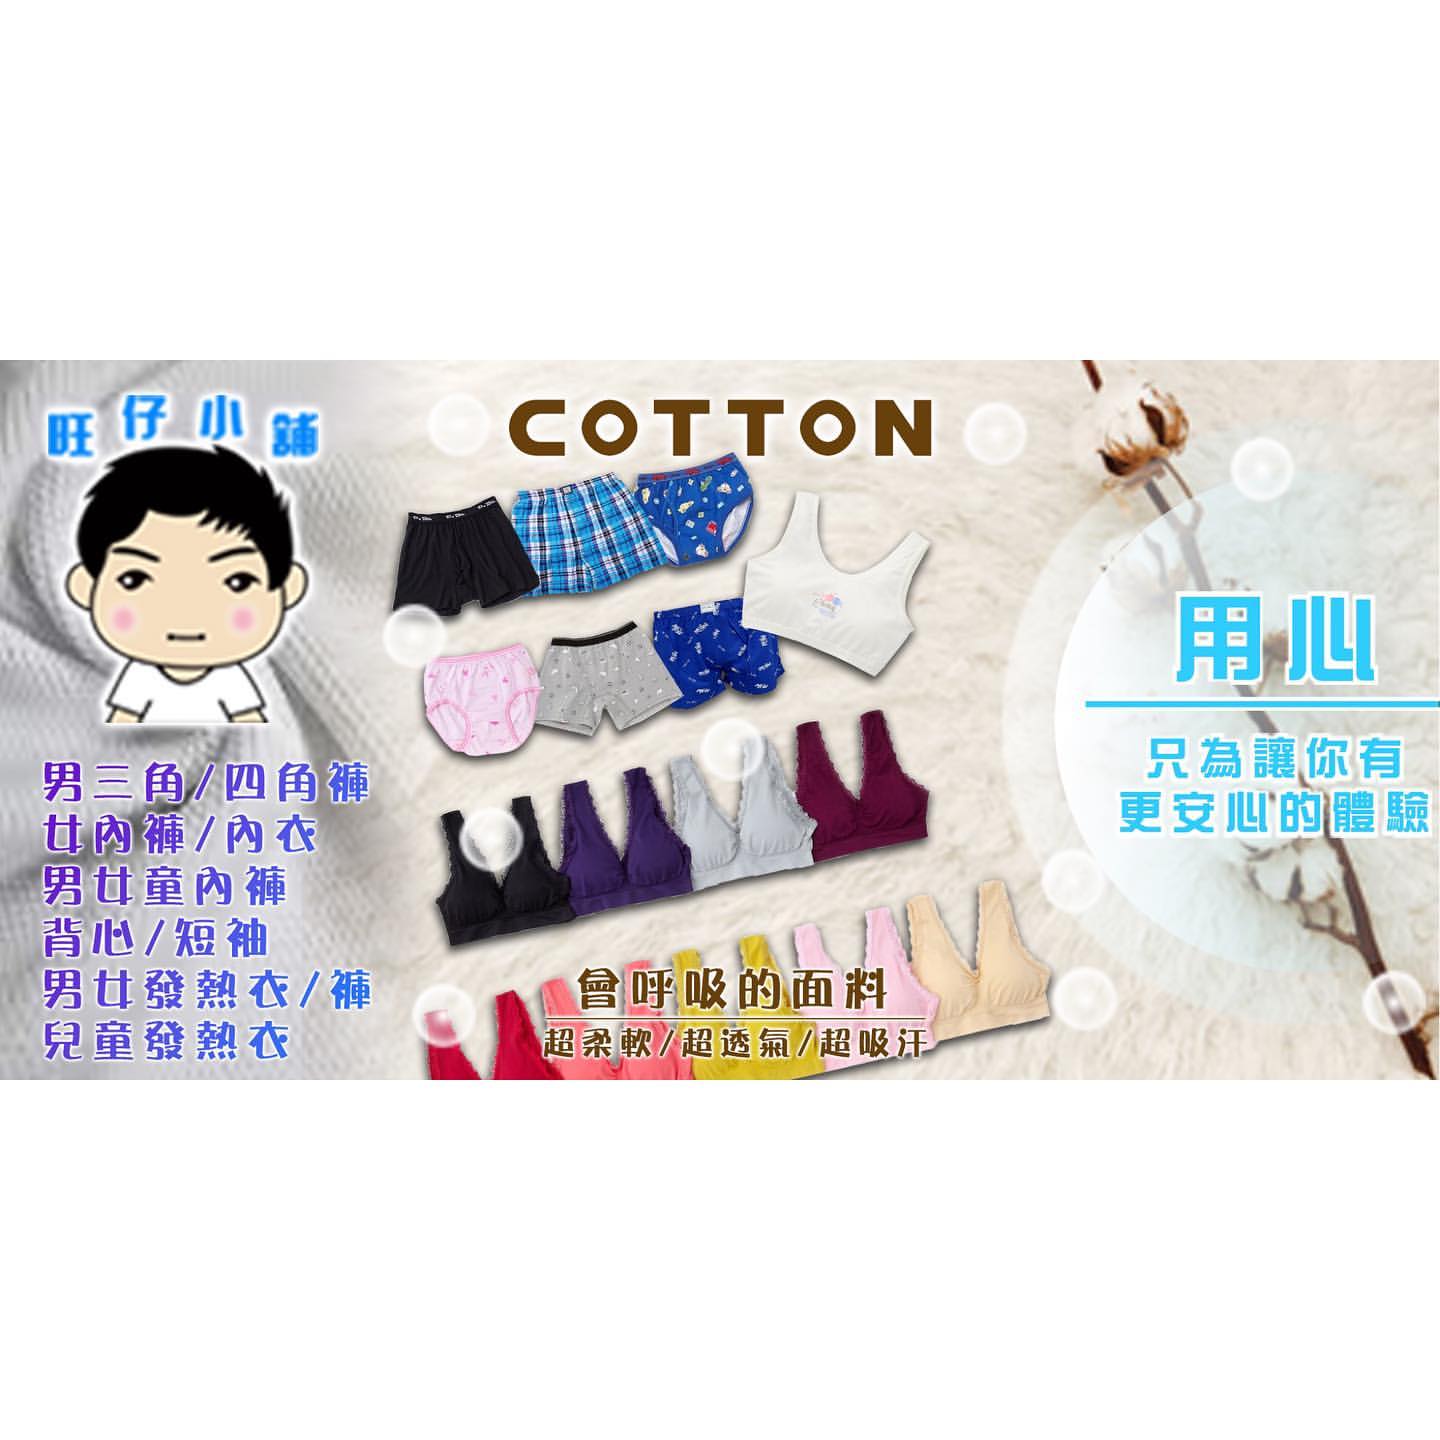 旺仔小舖
COTTON
用心
只為讓你有
更安心的體驗
男三角/四角褲
女內褲/內衣
男女童內褲
背心/短袖
男女發熱衣/褲
兒童發熱衣
會呼吸的面料
超柔軟/超透氣/超吸汗